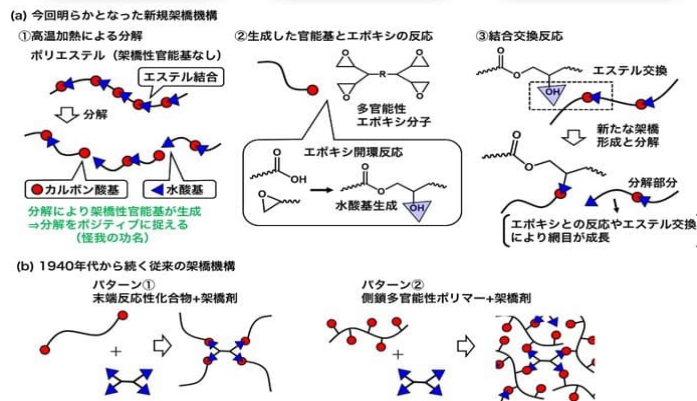 (a) 今回明らかとなった新規架橋機構
①高温加熱による分解
ポリエステル（架橋性官能基なし）
エステル結合
分解
カルボン酸基
水酸基
分解により架橋性官能基が生成
⇒分解をポジティブに捉える
（怪我の功名）
②生成した官能基とエポキシの反応
R
多官能性
エポキシ分子
エポキシ開環反応
水酸基生成
③結合交換反応
エステル交換
新たな架橋
形成と分解
分解部分
エポキシとの反応やエステル交換
により網目が成長
(b) 1940年代から続く従来の架橋機構
パターン①
末端反応性化合物+架橋剤
パターン②
側鎖多官能性ポリマー+架橋剤